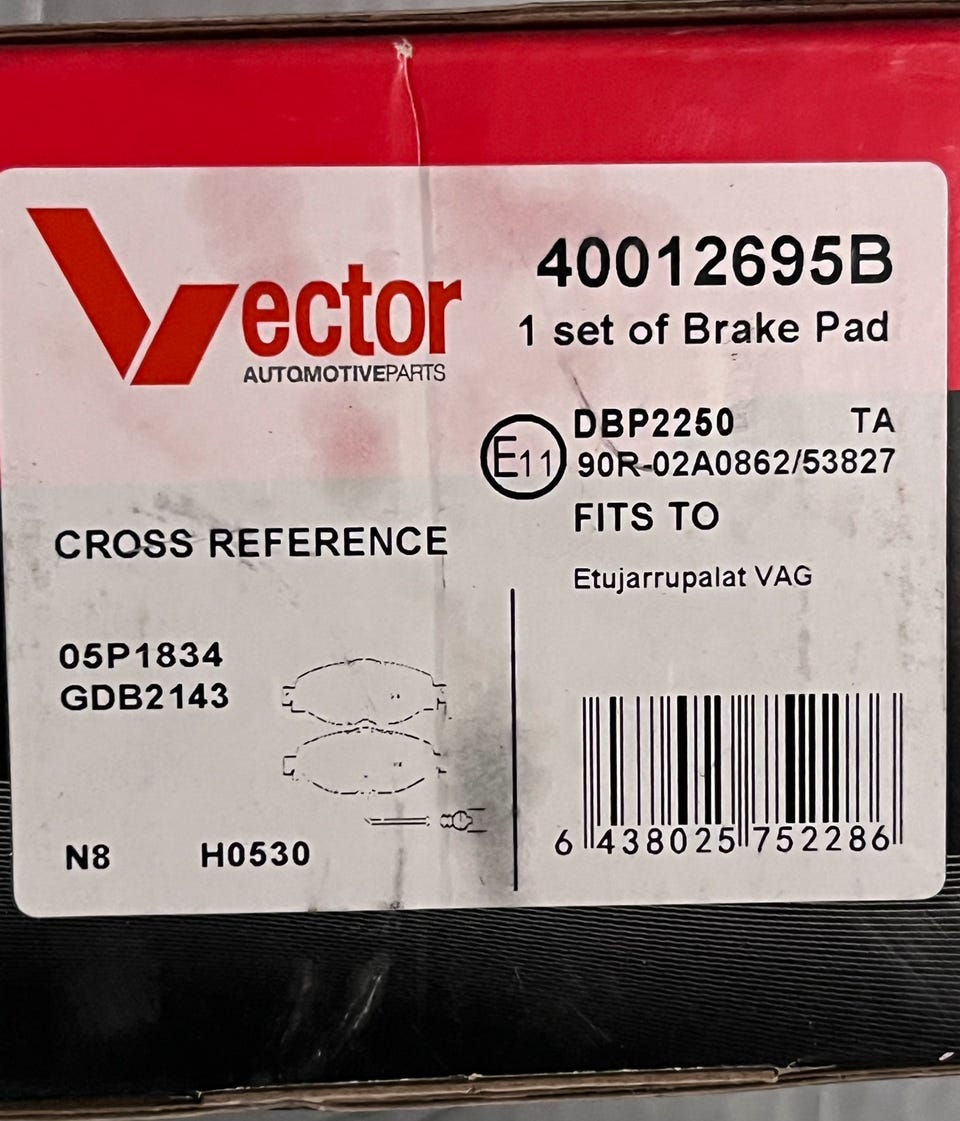 Vector
AUTOMOTIVEPARTS
40012695B
1 set of Brake Pad
E11
DBP2250 TA
90R-02A0862/53827
FITS TO
Etujarrupalat VAG
CROSS REFERENCE
05P1834
GDB2143
N8 H0530
6 438025 752286